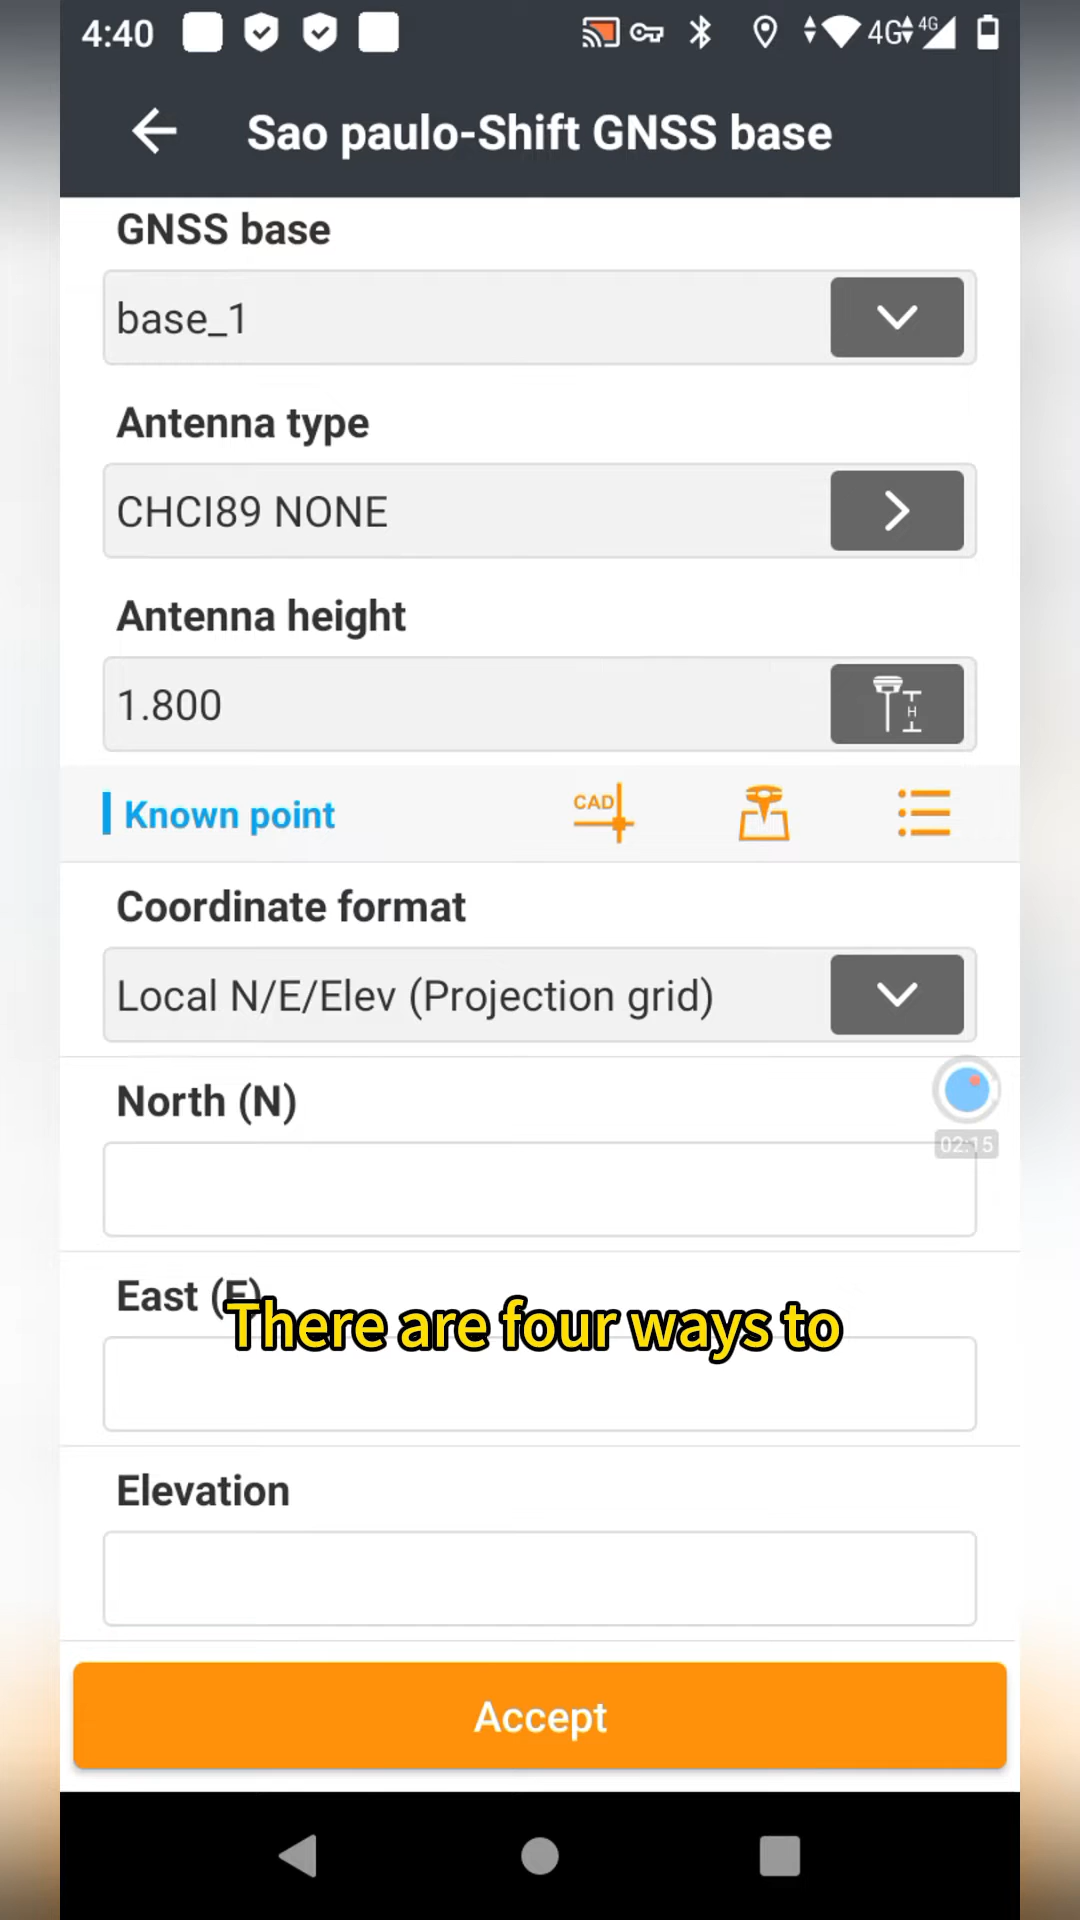 4:40
4G 4G
Sao paulo-Shift GNSS base
GNSS base
base_1
Antenna type
CHCI89 NONE
Antenna height
1.800
H
Known point
CAD
Coordinate format
Local N/E/Elev (Projection grid)
North (N)
02:15
East (E)
There are four ways to
Elevation
Accept